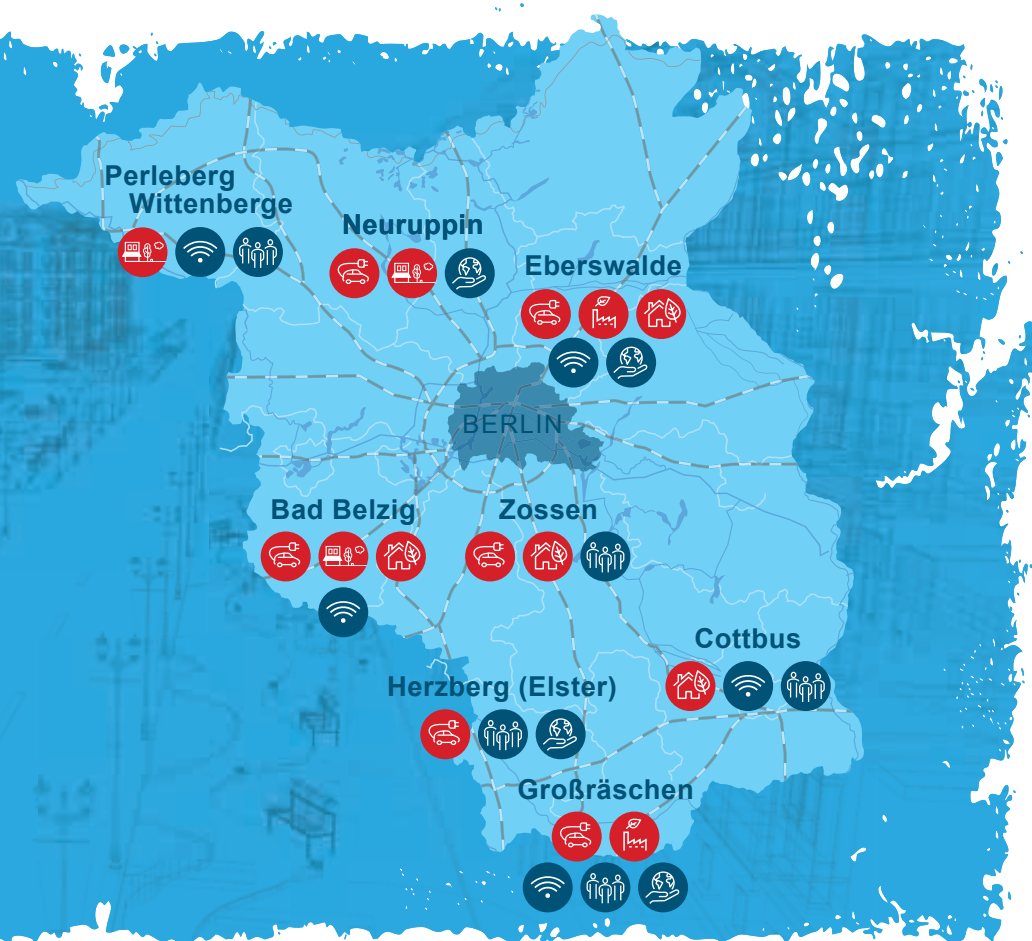 Perleberg
Wittenberge
Neuruppin
Eberswalde
BERLIN
Bad Belzig
Zossen
Cottbus
Herzberg (Elster)
Großräschen